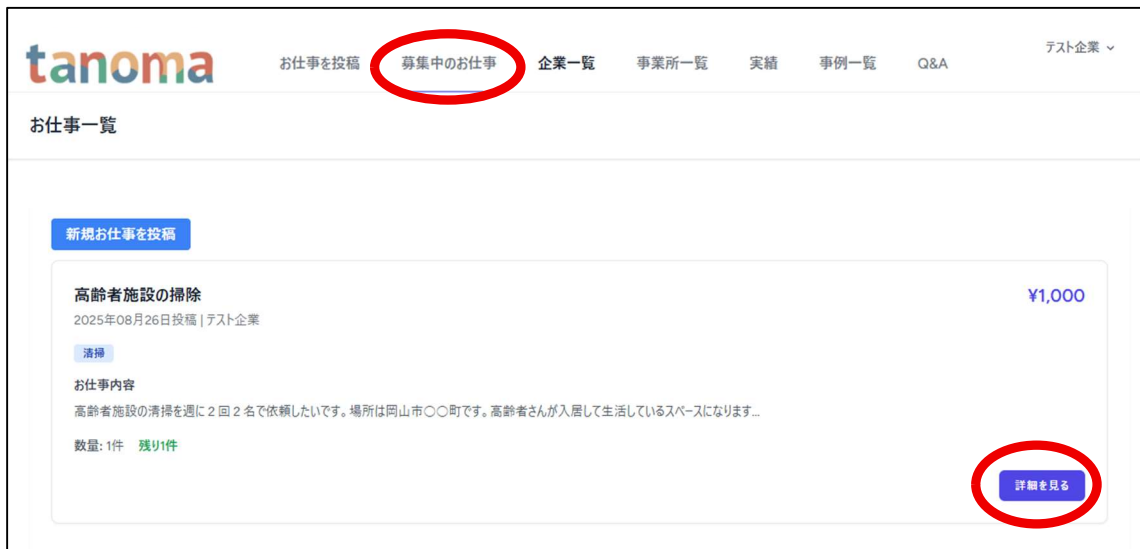 tanoma
お仕事を投稿 募集中のお仕事 企業一覧 事業所一覧 実績 事例一覧 Q&A テスト企業
お仕事一覧
新規お仕事を投稿
高齢者施設の掃除 ¥1,000
2025年08月26日投稿 | テスト企業
清掃
お仕事内容
高齢者施設の清掃を週に2回2名で依頼したいです。場所は岡山市○○町です。高齢者さんが入居して生活しているスペースになります...
数量: 1件 残り1件
詳細を見る